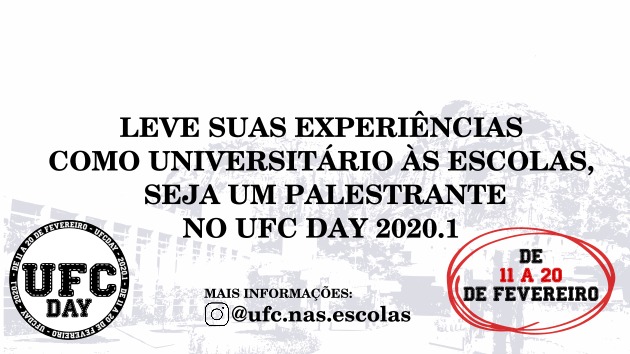 LEVE SUAS EXPERIÊNCIAS
COMO UNIVERSITÁRIO ÀS ESCOLAS,
SEJA UM PALESTRANTE
NO UFC DAY 2020.1
DE 11 A 20 DE FEVEREIRO - UFCDAY - 2020.1
UFC
DAY
MAIS INFORMAÇÕES:
@ufc.nas.escolas
DE
11 A 20
DE FEVEREIRO